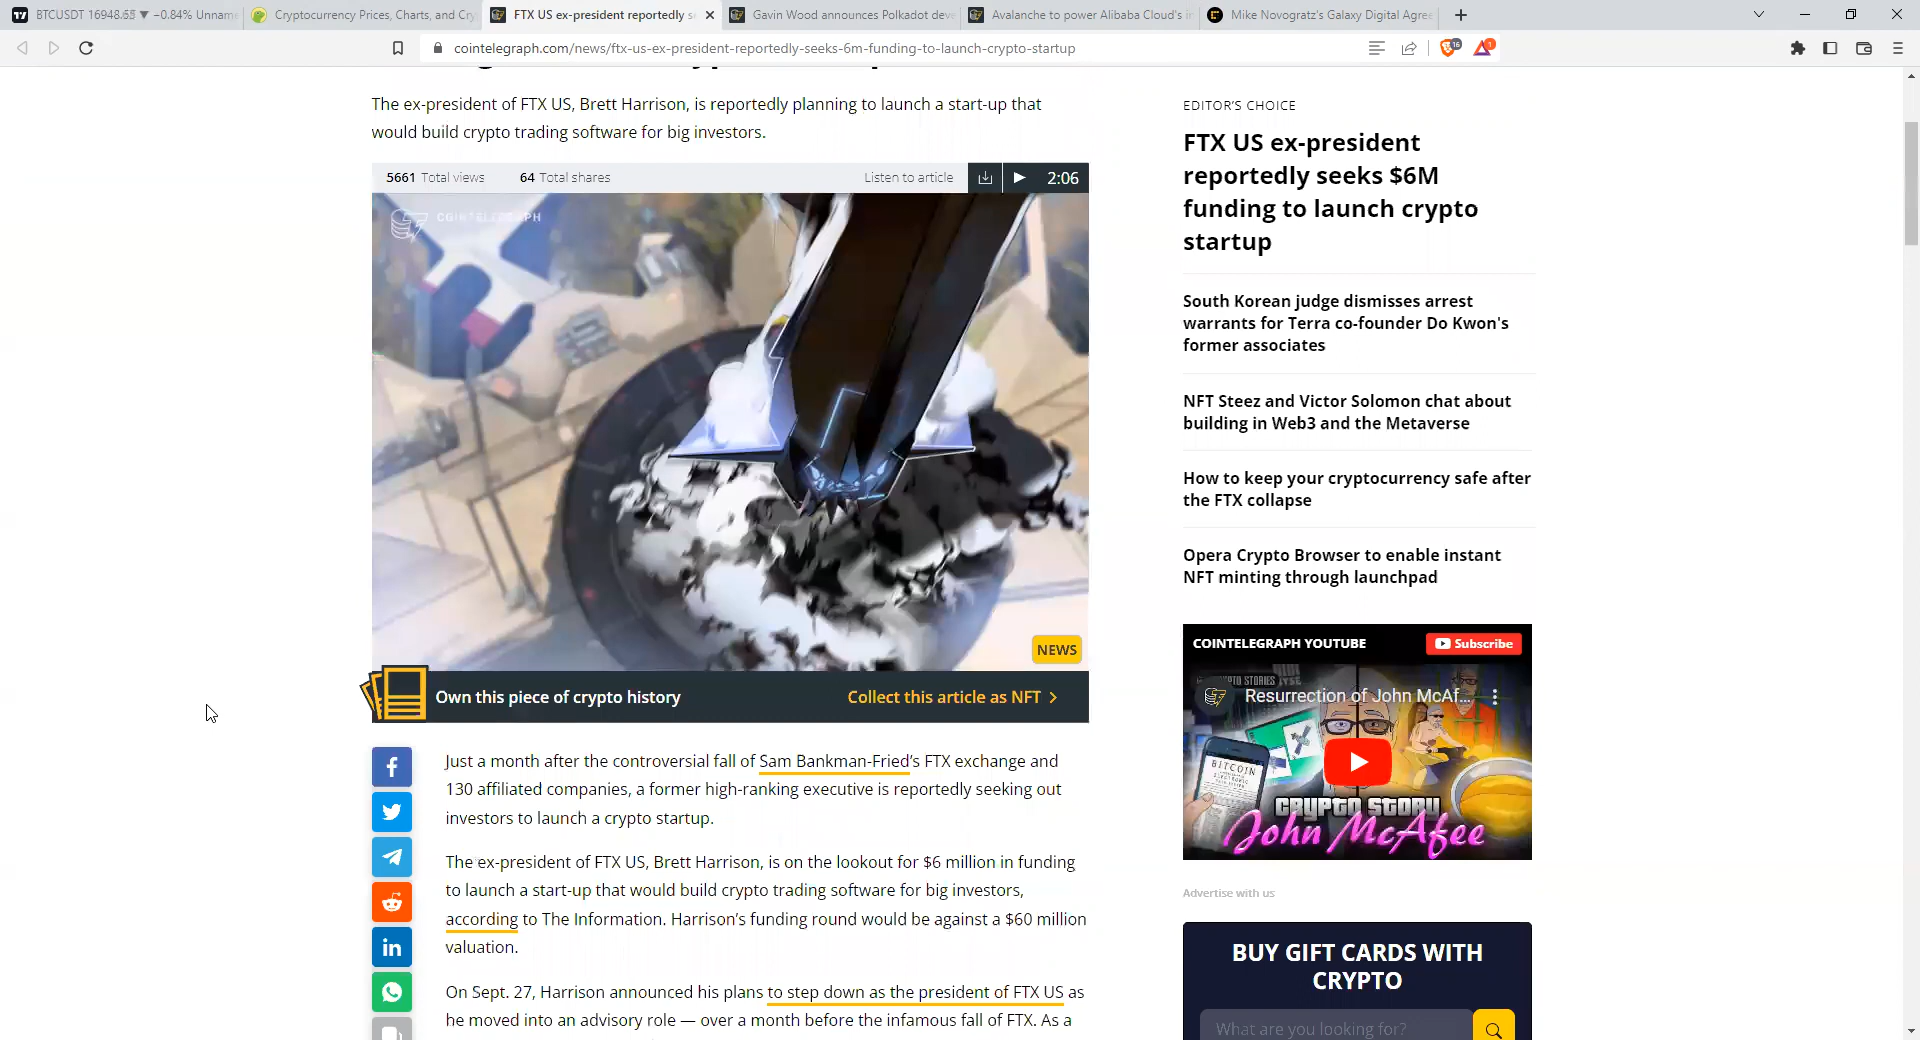 BTCUSDT 16948.65 ▼ −0.84% Unnam
Cryptocurrency Prices, Charts, and Cry
FTX US ex-president reportedly s
Gavin Wood announces Polkadot deve
Avalanche to power Alibaba Cloud's i
Mike Novogratz's Galaxy Digital Agree
cointelegraph.com/news/ftx-us-ex-president-reportedly-seeks-6m-funding-to-launch-crypto-startup
16
1
The ex-president of FTX US, Brett Harrison, is reportedly planning to launch a start-up that
would build crypto trading software for big investors.
5661 Total views 64 Total shares Listen to article 2:06
COINTELEGRAPH
NEWS
Own this piece of crypto history Collect this article as NFT >
Just a month after the controversial fall of Sam Bankman-Fried’s FTX exchange and
130 affiliated companies, a former high-ranking executive is reportedly seeking out
investors to launch a crypto startup.
The ex-president of FTX US, Brett Harrison, is on the lookout for $6 million in funding
to launch a start-up that would build crypto trading software for big investors,
according to The Information. Harrison’s funding round would be against a $60 million
valuation.
On Sept. 27, Harrison announced his plans to step down as the president of FTX US as
he moved into an advisory role — over a month before the infamous fall of FTX. As a
EDITOR’S CHOICE
FTX US ex-president
reportedly seeks $6M
funding to launch crypto
startup
South Korean judge dismisses arrest
warrants for Terra co-founder Do Kwon's
former associates
NFT Steez and Victor Solomon chat about
building in Web3 and the Metaverse
How to keep your cryptocurrency safe after
the FTX collapse
Opera Crypto Browser to enable instant
NFT minting through launchpad
COINTELEGRAPH YOUTUBE Subscribe
CRYPTO STORIES
Resurrection of John McAf...
BITCOIN
CRYPTO STORY
John McAfee
Advertise with us
BUY GIFT CARDS WITH
CRYPTO
What are you looking for?